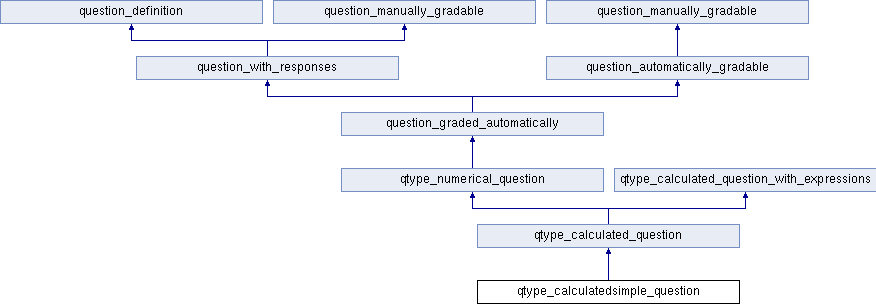 question_definition
question_manually_gradable
question_manually_gradable
question_with_responses
question_automatically_gradable
question_graded_automatically
qtype_numerical_question
qtype_calculated_question_with_expressions
qtype_calculated_question
qtype_calculatedsimple_question